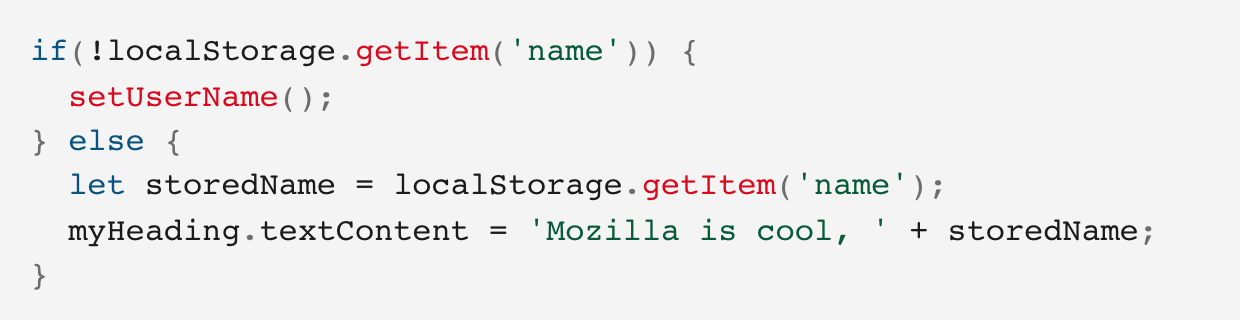 if(!localStorage.getItem('name')) {
  setUserName();
} else {
  let storedName = localStorage.getItem('name');
  myHeading.textContent = 'Mozilla is cool, ' + storedName;
}